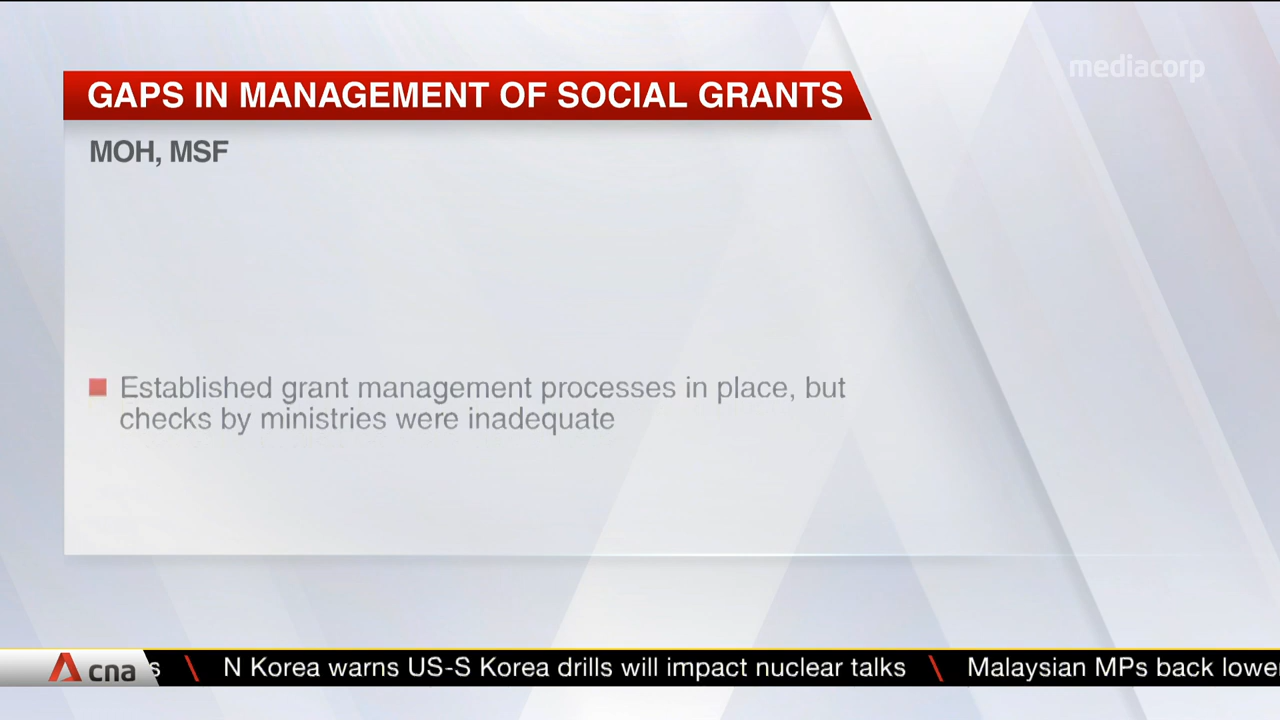 mediacorp
GAPS IN MANAGEMENT OF SOCIAL GRANTS
MOH, MSF
Established grant management processes in place, but
checks by ministries were inadequate
cna s \ N Korea warns US-S Korea drills will impact nuclear talks \ Malaysian MPs back lowe